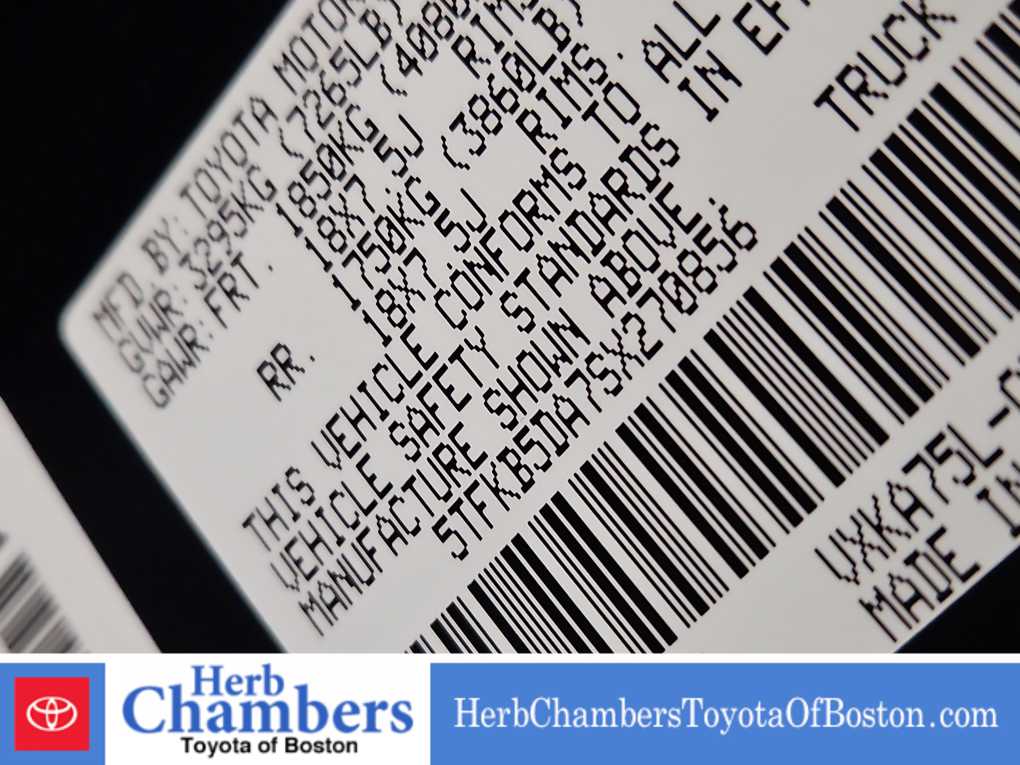 MFD. BY: TOYOTA MOTOR
GVWR: 3295KG (7265LB)
GAWR: FRT. 1850KG (408
18X7.5J RIMS
RR. 1750KG (3860LB)
18X7.5J RIMS.
THIS VEHICLE CONFORMS TO ALL
VEHICLE SAFETY STANDARDS IN
MANUFACTURE SHOWN ABOVE.
5TFKB5DA7SX270856 TRUCK
VXKA75L-
MADE IN
Herb
Chambers
Toyota of Boston
HerbChambersToyotaOfBoston.com